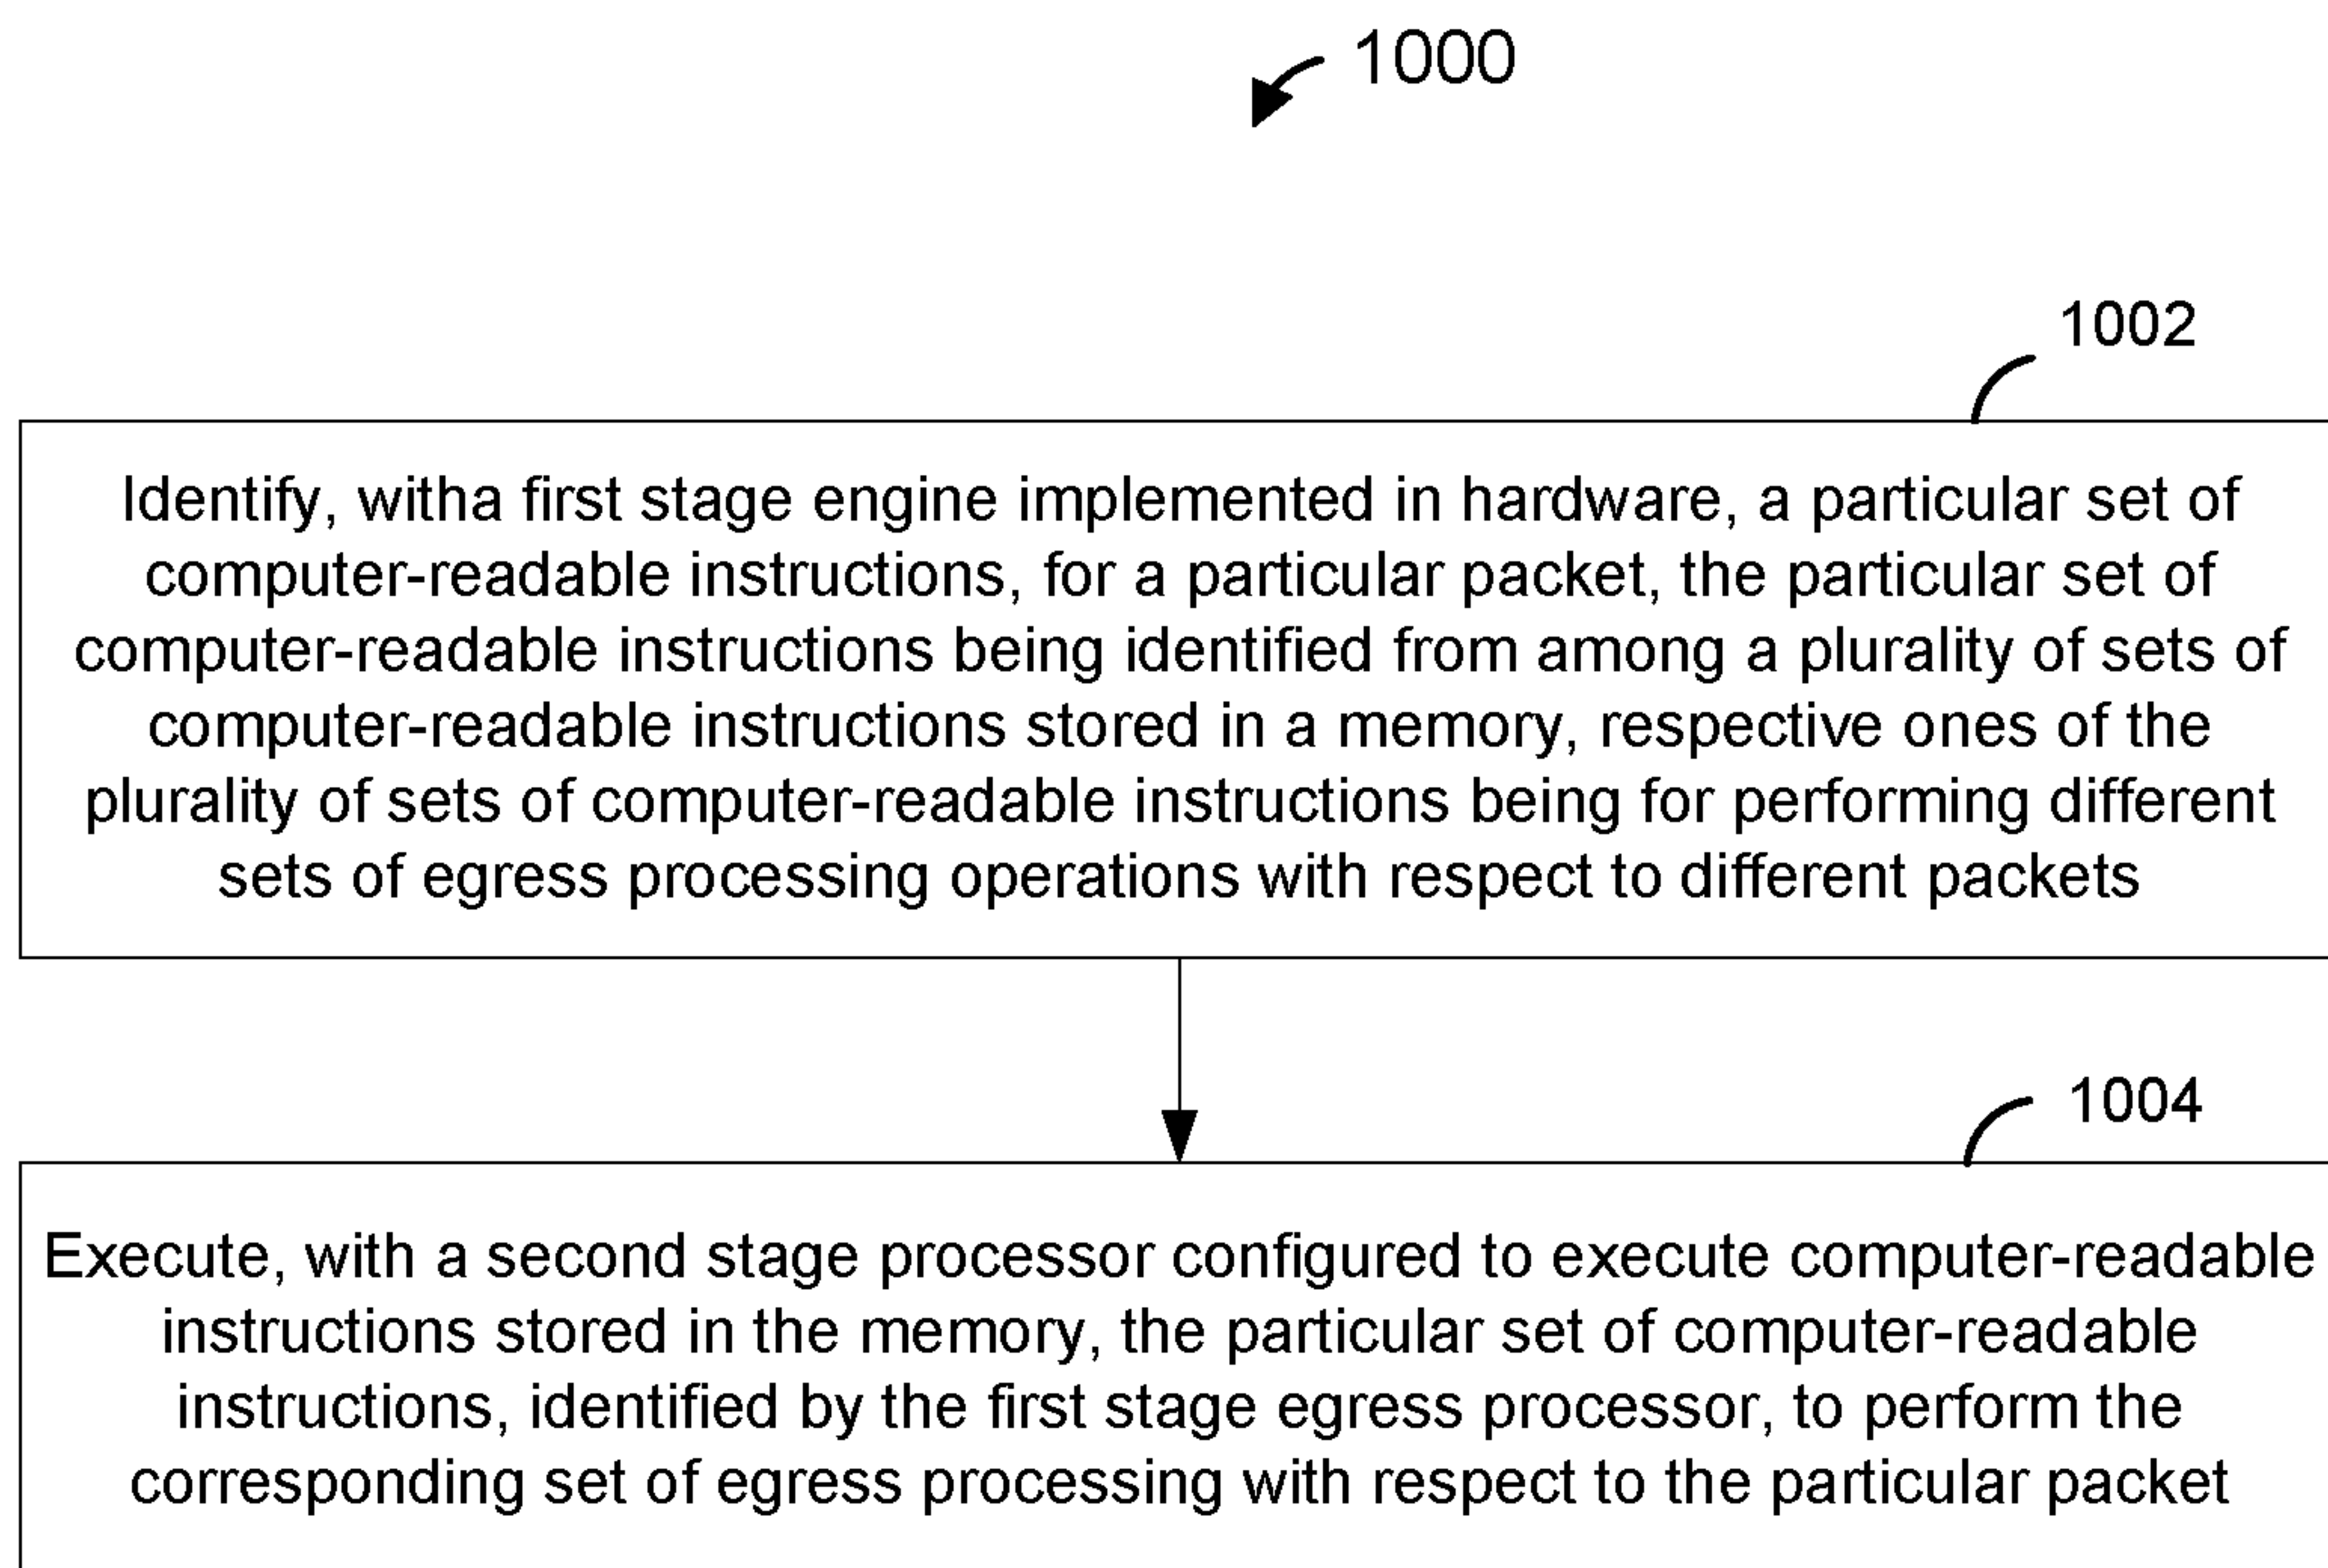 1000
1002
Identify, witha first stage engine implemented in hardware, a particular set of
computer-readable instructions, for a particular packet, the particular set of
computer-readable instructions being identified from among a plurality of sets of
computer-readable instructions stored in a memory, respective ones of the
plurality of sets of computer-readable instructions being for performing different
sets of egress processing operations with respect to different packets
1004
Execute, with a second stage processor configured to execute computer-readable
instructions stored in the memory, the particular set of computer-readable
instructions, identified by the first stage egress processor, to perform the
corresponding set of egress processing with respect to the particular packet